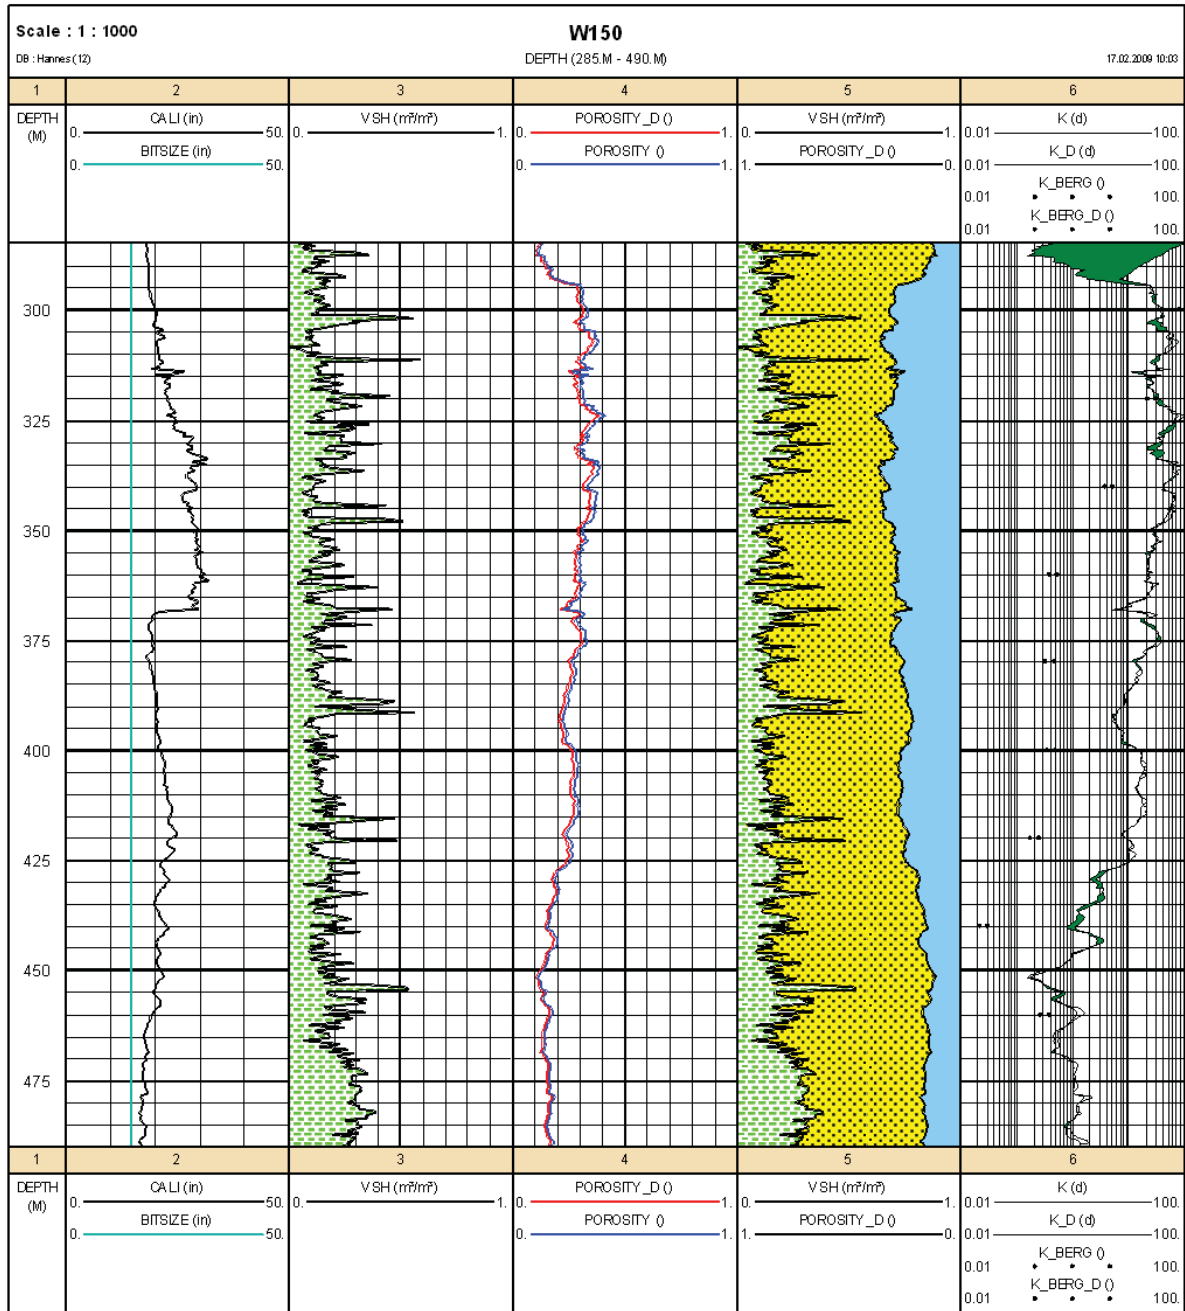 Scale : 1 : 1000
W150
DB : Hannes (12)
DEPTH (285.M - 490.M)
17.02.2009 10:03
1 2 3 4 5 6
DEPTH (M)
CALI (in)
0. 50.
BITSIZE (in)
0. 50.
VSH (m³/m³)
0. 1.
POROSITY_D ()
0. 1.
POROSITY ()
0. 1.
VSH (m³/m³)
0. 1.
POROSITY_D ()
1. 0.
K (d)
0.01 100.
K_D (d)
0.01 100.
K_BERG ()
0.01 100.
K_BERG_D ()
0.01 100.
300
325
350
375
400
425
450
475
1 2 3 4 5 6
DEPTH (M)
CALI (in)
0. 50.
BITSIZE (in)
0. 50.
VSH (m³/m³)
0. 1.
POROSITY_D ()
0. 1.
POROSITY ()
0. 1.
VSH (m³/m³)
0. 1.
POROSITY_D ()
1. 0.
K (d)
0.01 100.
K_D (d)
0.01 100.
K_BERG ()
0.01 100.
K_BERG_D ()
0.01 100.